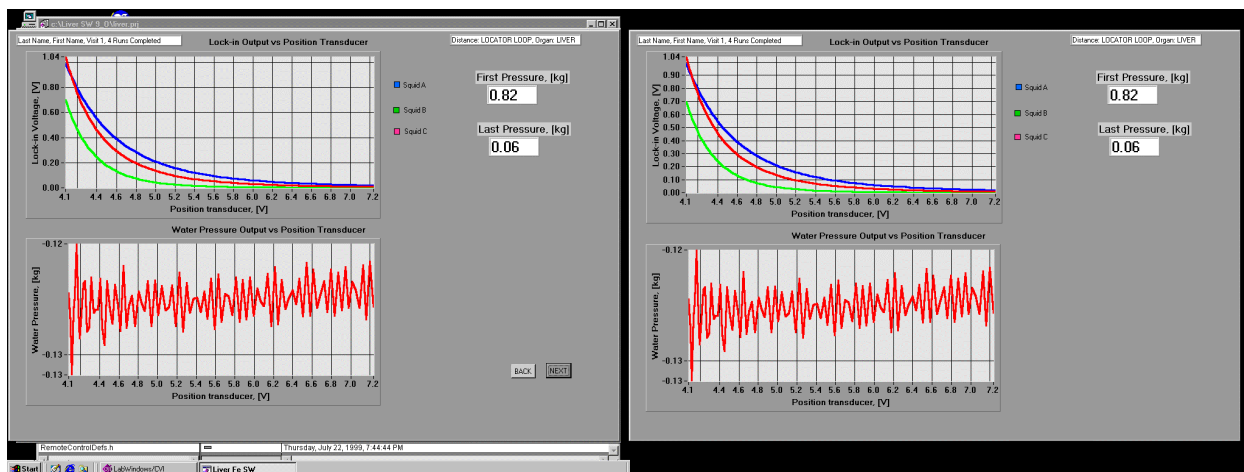 c:\Liver SW 9_0\liver.prj
Last Name, First Name, Visit 1, 4 Runs Completed
Lock-in Output vs Position Transducer
Distance: LOCATOR LOOP, Organ: LIVER
Lock-in Voltage, [V]
1.04
0.80
0.60
0.40
0.20
0.00
4.1 4.4 4.6 4.8 5.0 5.2 5.4 5.6 5.8 6.0 6.2 6.4 6.6 6.8 7.0 7.2
Position transducer, [V]
Squid A
Squid B
Squid C
First Pressure, [kg]
0.82
Last Pressure, [kg]
0.06
Water Pressure Output vs Position Transducer
Water Pressure, [kg]
-0.12
-0.13
-0.13
4.1 4.4 4.6 4.8 5.0 5.2 5.4 5.6 5.8 6.0 6.2 6.4 6.6 6.8 7.0 7.2
Position transducer, [V]
BACK
NEXT
RemoteControlDefs.h
Thursday, July 22, 1999, 7:44:44 PM
Start
LabWindows/CVI
Liver Fe SW
Last Name, First Name, Visit 1, 4 Runs Completed
Lock-in Output vs Position Transducer
Distance: LOCATOR LOOP, Organ: LIVER
Lock-in Voltage, [V]
1.04
0.90
0.80
0.70
0.60
0.50
0.40
0.30
0.20
0.10
0.00
4.1 4.4 4.6 4.8 5.0 5.2 5.4 5.6 5.8 6.0 6.2 6.4 6.6 6.8 7.0 7.2
Position transducer, [V]
Squid A
Squid B
Squid C
First Pressure, [kg]
0.82
Last Pressure, [kg]
0.06
Water Pressure Output vs Position Transducer
Water Pressure, [kg]
-0.12
-0.13
-0.13
4.1 4.4 4.6 4.8 5.0 5.2 5.4 5.6 5.8 6.0 6.2 6.4 6.6 6.8 7.0 7.2
Position transducer, [V]